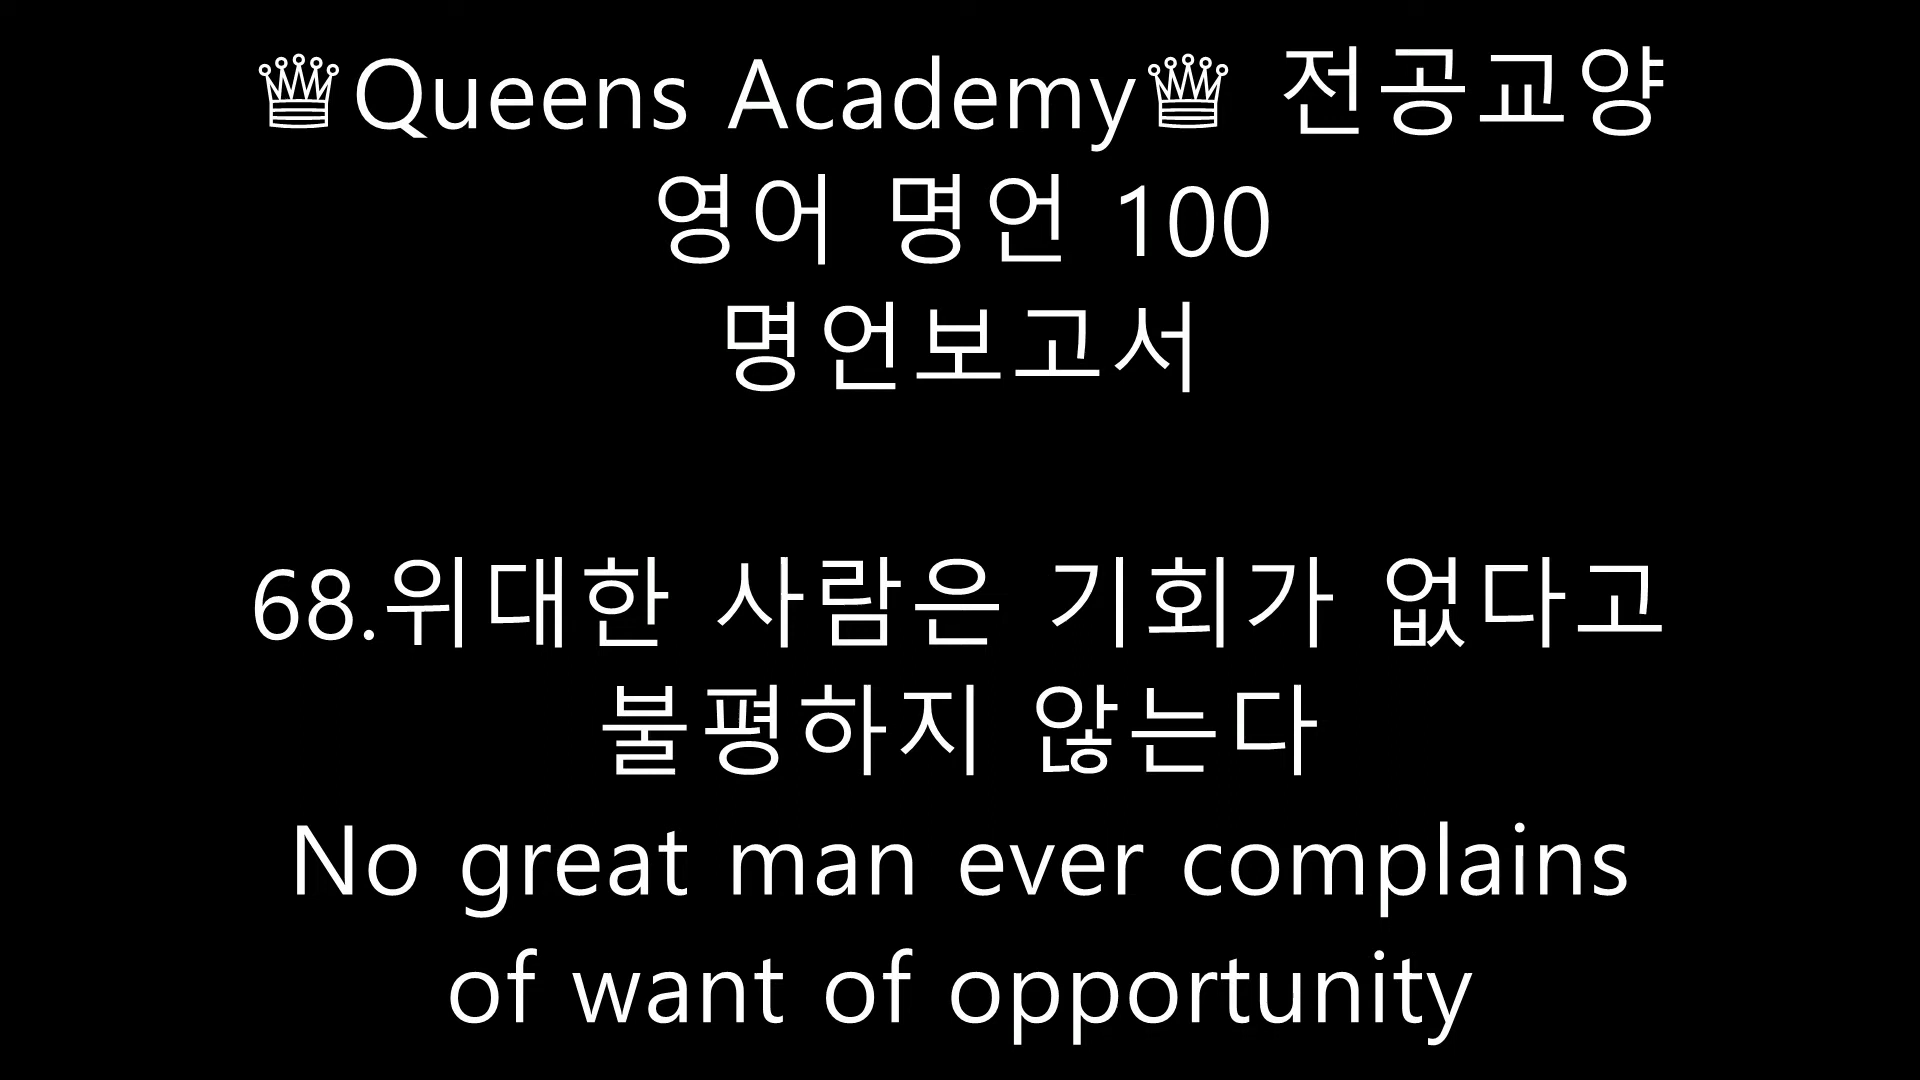 ♕Queens Academy♕ 전공교양
영어 명언 100
명언보고서
68.위대한 사람은 기회가 없다고
불평하지 않는다
No great man ever complains
of want of opportunity